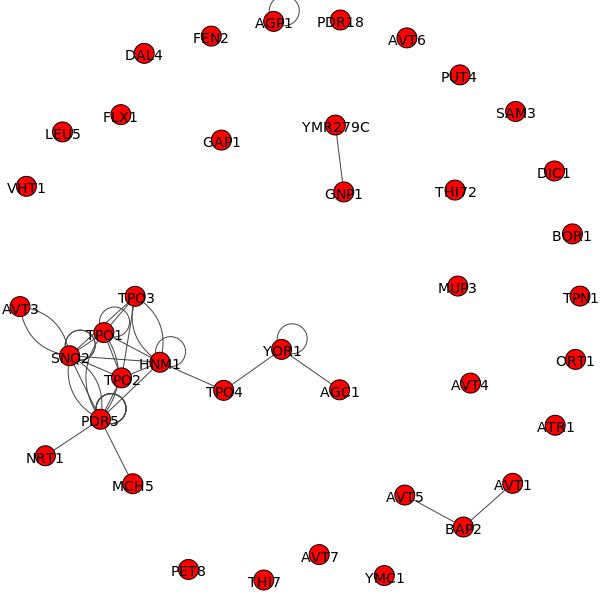 AGP1
PDR18
FEN2
AVT6
DAL4
PUT4
SAM3
FLX1
YMR279C
LEU5
GAP1
DIC1
VHT1
GNP1
THI72
BOR1
MUP3
TPN1
TPO3
AVT3
TPO1
YOR1
SNQ2
HNM1
ORT1
TPO2
TPO4
AGC1
AVT4
PDR5
ATR1
NRT1
MCH5
AVT1
AVT5
BAP2
AVT7
PET8
THI7
YMC1